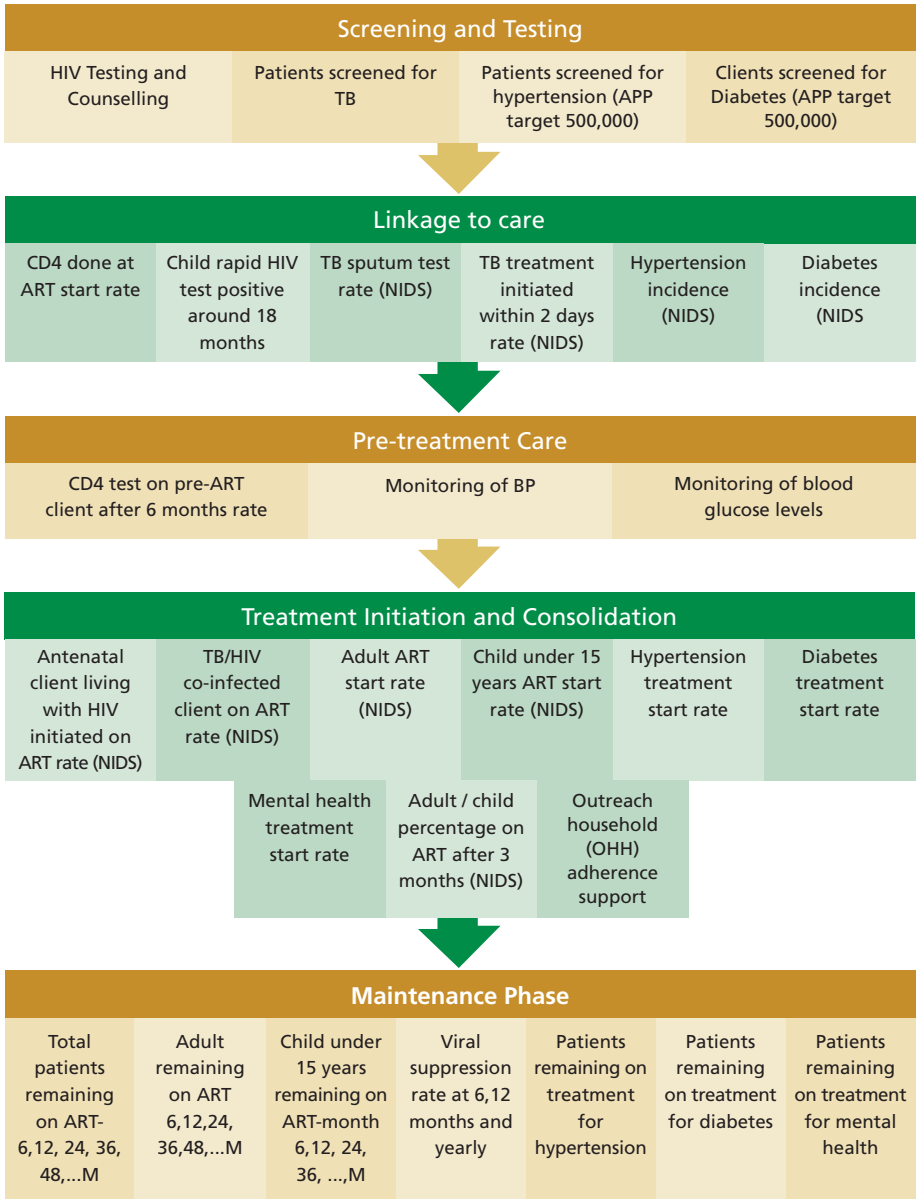 Screening and Testing
HIV Testing and
Counselling
Patients screened for
TB
Patients screened for
hypertension (APP
target 500,000)
Clients screened for
Diabetes (APP target
500,000)
Linkage to care
CD4 done at
ART start rate
Child rapid HIV
test positive
around 18
months
TB sputum test
rate (NIDS)
TB treatment
initiated
within 2 days
rate (NIDS)
Hypertension
incidence
(NIDS)
Diabetes
incidence
(NIDS
Pre-treatment Care
CD4 test on pre-ART
client after 6 months rate
Monitoring of BP
Monitoring of blood
glucose levels
Treatment Initiation and Consolidation
Antenatal
client living
with HIV
initiated on
ART rate (NIDS)
TB/HIV
co-infected
client on ART
rate (NIDS)
Adult ART
start rate
(NIDS)
Child under 15
years ART start
rate (NIDS)
Hypertension
treatment
start rate
Diabetes
treatment
start rate
Mental health
treatment
start rate
Adult / child
percentage on
ART after 3
months (NIDS)
Outreach
household
(OHH)
adherence
support
Maintenance Phase
Total
patients
remaining
on ART-
6,12, 24, 36,
48,...M
Adult
remaining
on ART
6,12,24,
36,48,...M
Child under
15 years
remaining on
ART-month
6,12, 24,
36, ...,M
Viral
suppression
rate at 6,12
months and
yearly
Patients
remaining on
treatment
for
hypertension
Patients
remaining
on treatment
for diabetes
Patients
remaining
on treatment
for mental
health